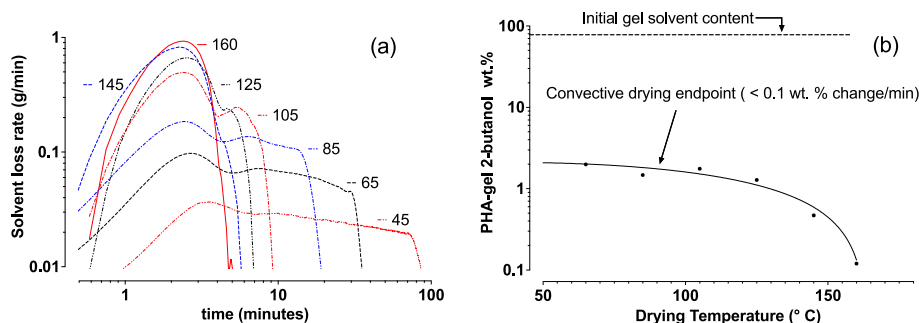 (a)
Solvent loss rate (g/min)
1
0.1
0.01
160
145
125
105
85
65
45
1
10
100
time (minutes)
(b)
Initial gel solvent content
Convective drying endpoint ( < 0.1 wt. % change/min)
PHA-gel 2-butanol wt.%
100
10
1
0.1
50
100
150
Drying Temperature (° C)